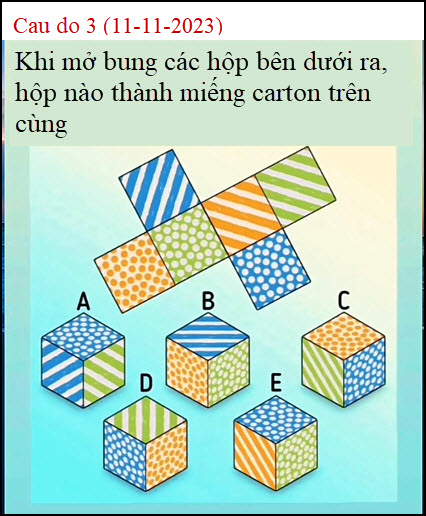 Cau do 3 (11-11-2023)
Khi mở bung các hộp bên dưới ra,
hộp nào thành miếng carton trên
cùng
A B C
D E